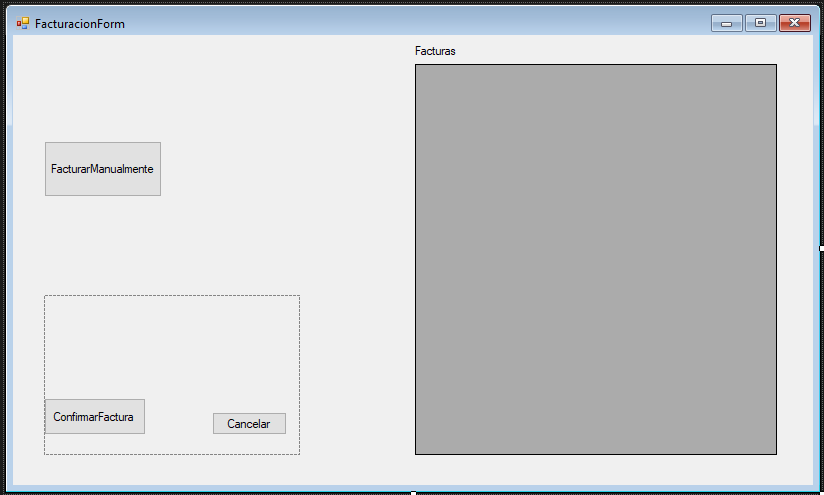 FacturacionForm
Facturas
FacturarManualmente
ConfirmarFactura
Cancelar